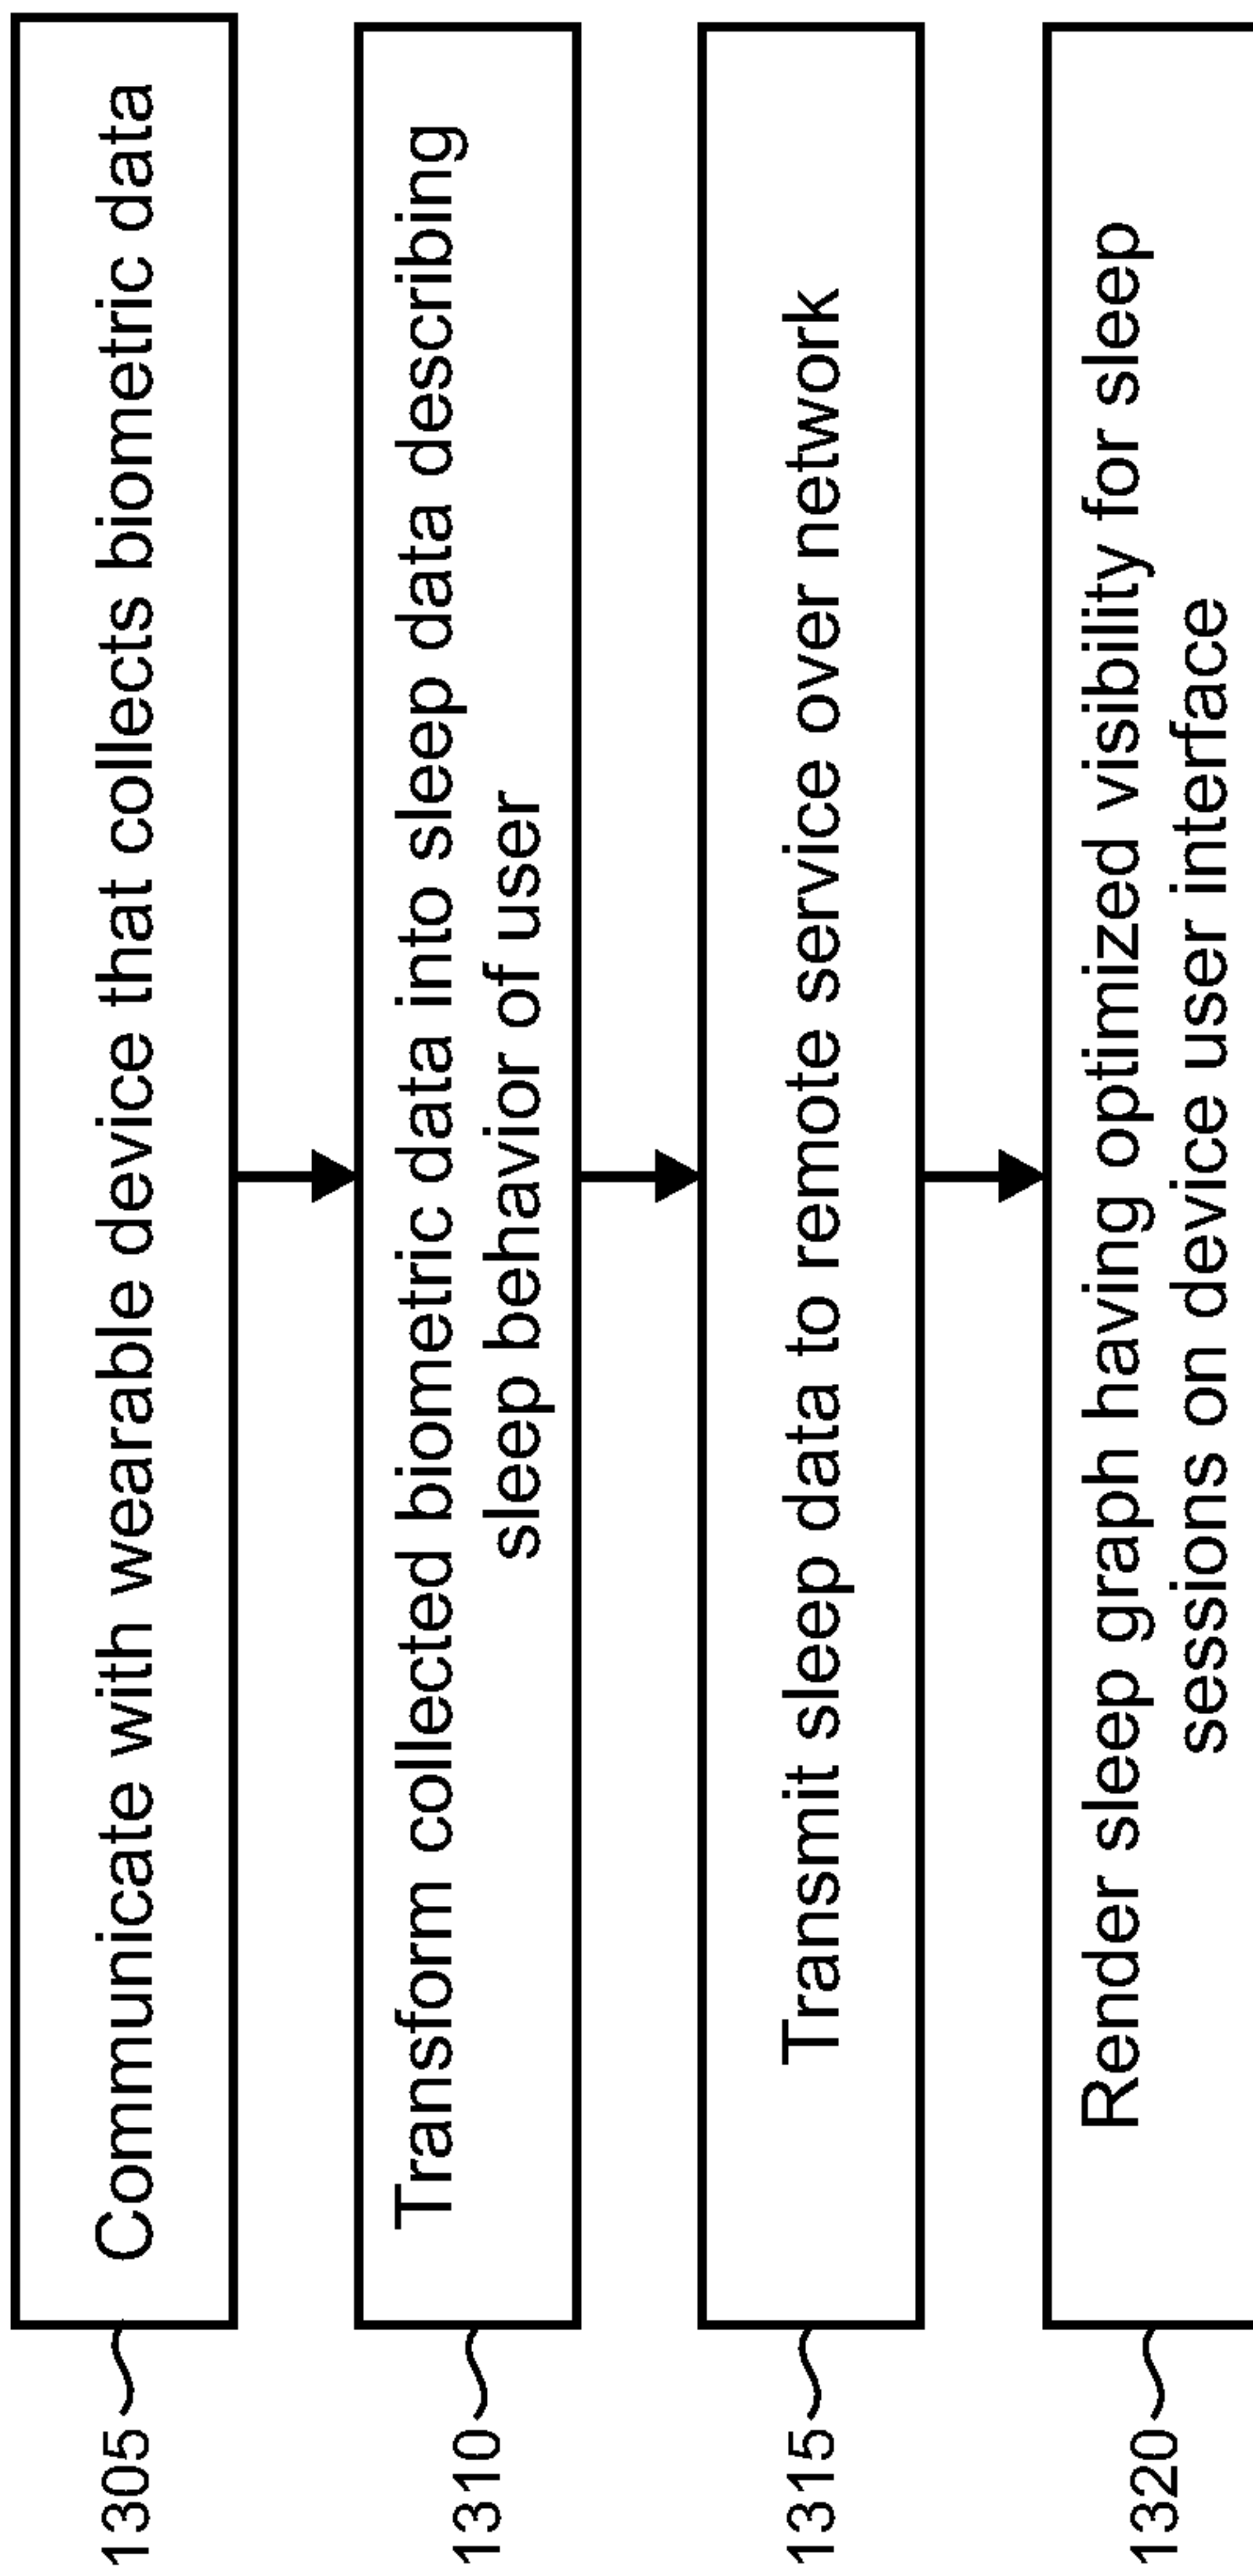 1305
Communicate with wearable device that collects biometric data
1310
Transform collected biometric data into sleep data describing
sleep behavior of user
1315
Transmit sleep data to remote service over network
1320
Render sleep graph having optimized visibility for sleep
sessions on device user interface